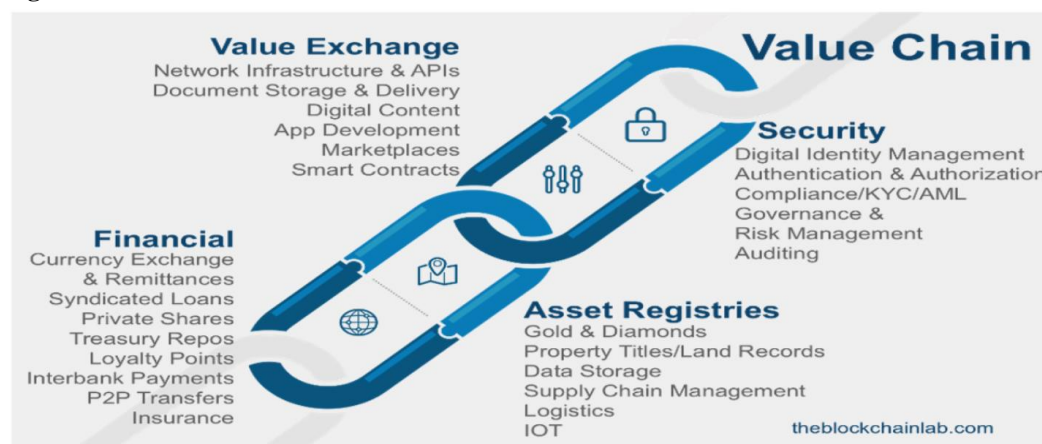 Value Chain
Value Exchange
Network Infrastructure & APIs
Document Storage & Delivery
Digital Content
App Development
Marketplaces
Smart Contracts
Security
Digital Identity Management
Authentication & Authorization
Compliance/KYC/AML
Governance &
Risk Management
Auditing
Financial
Currency Exchange
& Remittances
Syndicated Loans
Private Shares
Treasury Repos
Loyalty Points
Interbank Payments
P2P Transfers
Insurance
Asset Registries
Gold & Diamonds
Property Titles/Land Records
Data Storage
Supply Chain Management
Logistics
IOT
theblockchainlab.com